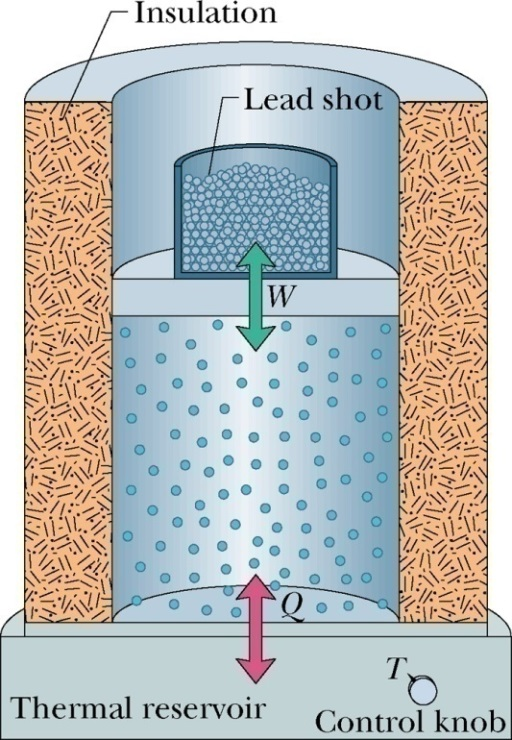 Insulation
Lead shot
W
Q
T
Thermal reservoir
Control knob